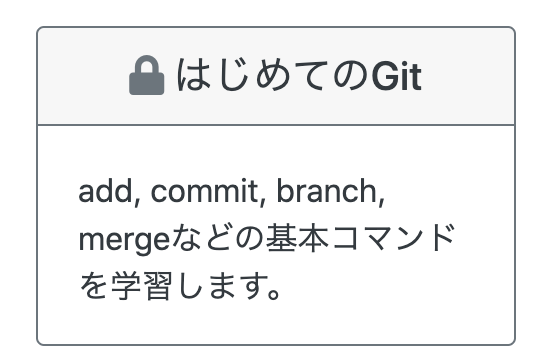 はじめてのGit
add, commit, branch,
mergeなどの基本コマンド
を学習します。